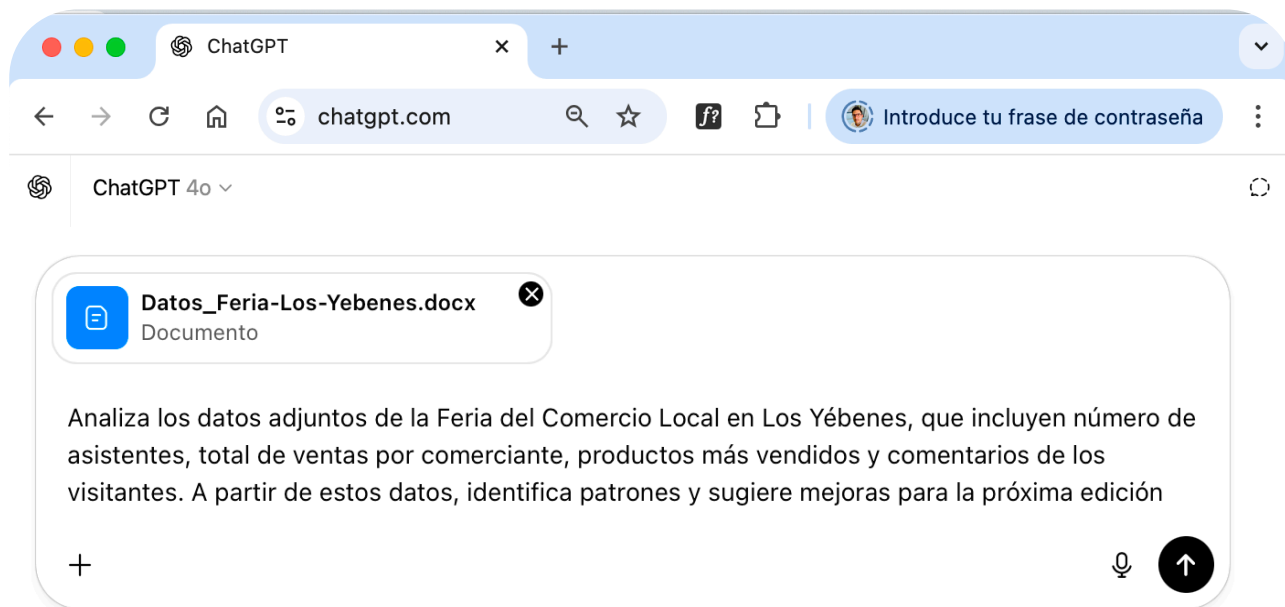 ChatGPT
chatgpt.com
Introduce tu frase de contraseña
ChatGPT 4o
Datos_Feria-Los-Yebenes.docx
Documento
Analiza los datos adjuntos de la Feria del Comercio Local en Los Yébenes, que incluyen número de
asistentes, total de ventas por comerciante, productos más vendidos y comentarios de los
visitantes. A partir de estos datos, identifica patrones y sugiere mejoras para la próxima edición